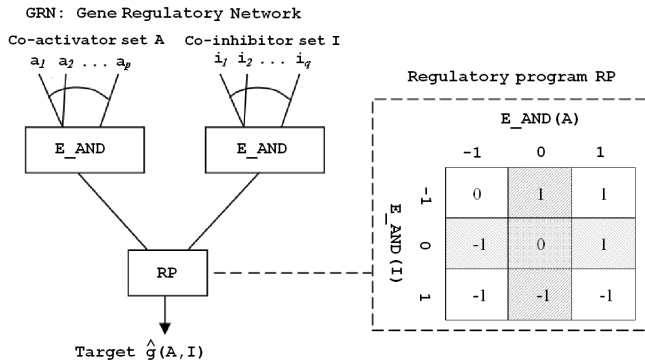 GRN: Gene Regulatory Network
Co-activator set A Co-inhibitor set I
a1 a2 ... ap i1 i2 ... iq
E_AND E_AND
RP
Target ĝ(A,I)
Regulatory program RP
E_AND(A)
-1 0 1
E_AND(I)
-1 0 1 1
0 -1 0 1
1 -1 -1 -1